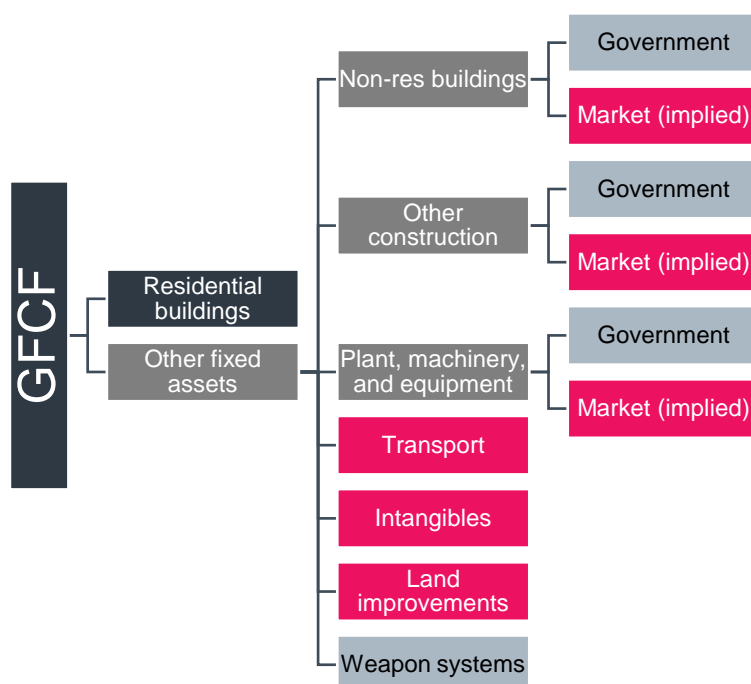 GFCF
Residential
buildings
Other fixed
assets
Non-res buildings
Government
Market (implied)
Other
construction
Government
Market (implied)
Plant, machinery,
and equipment
Government
Market (implied)
Transport
Intangibles
Land
improvements
Weapon systems